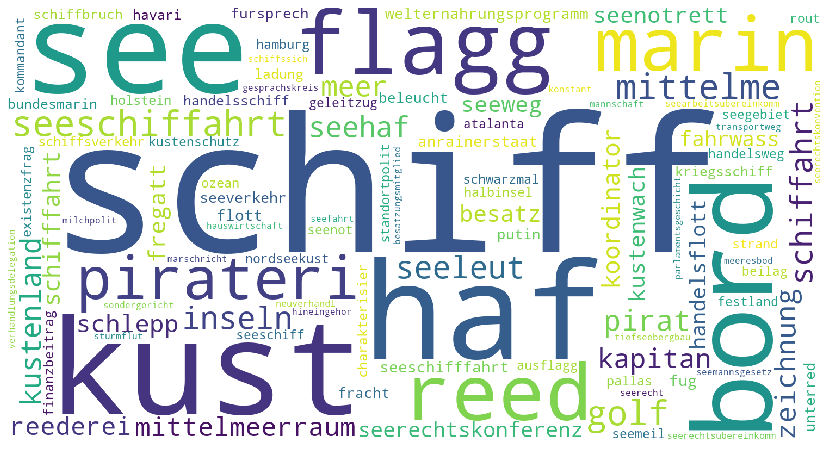 schiffbruch
havari
fursprech
welternahrungsprogramm
seenotrett
rout
kommandant
see
hamburg
flagg
marin
schiffssich
ladung
gesprachskreis
meer
konstant
mittelme
bundesmarin
holstein
handelsschiff
geleitzug
beleucht
seeweg
mannschaft
seearbeitsubereinkomm
seeschiffahrt
seehaf
atalanta
seegebiet
transportweg
schiffsverkehr
kustenschutz
anrainerstaat
fahrwass
handelsweg
schiff
existenzfrag
schifffahrt
fregatt
ozean
seeverkehr
flott
standortpolit
besatzungsmitglied
schwarzmal
halbinsel
besatz
koordinator
kustenwach
kriegsschiff
schiffahrt
seerechtskonvention
milchpolit
hauswirtschaft
seefahrt
seenot
putin
parlamentsgeschicht
strand
marschricht
nordseekust
pirateri
seeleut
haf
handelsflott
meeresbod
beilag
bord
verhandlungsdelegation
kustenland
finanzbeitrag
sondergericht
neuverhandl
hineingehor
festland
schlepp
inseln
charakterisier
pirat
zeichnung
kust
sturmflut
seeschiff
tiefseebergbau
kapitan
seeschifffahrt
ausflagg
seemannsgesetz
fracht
reed
pallas
fug
seerecht
unterred
golf
reederei
mittelmeerraum
seerechtskonferenz
seemeil
seerechtsubereinkomm